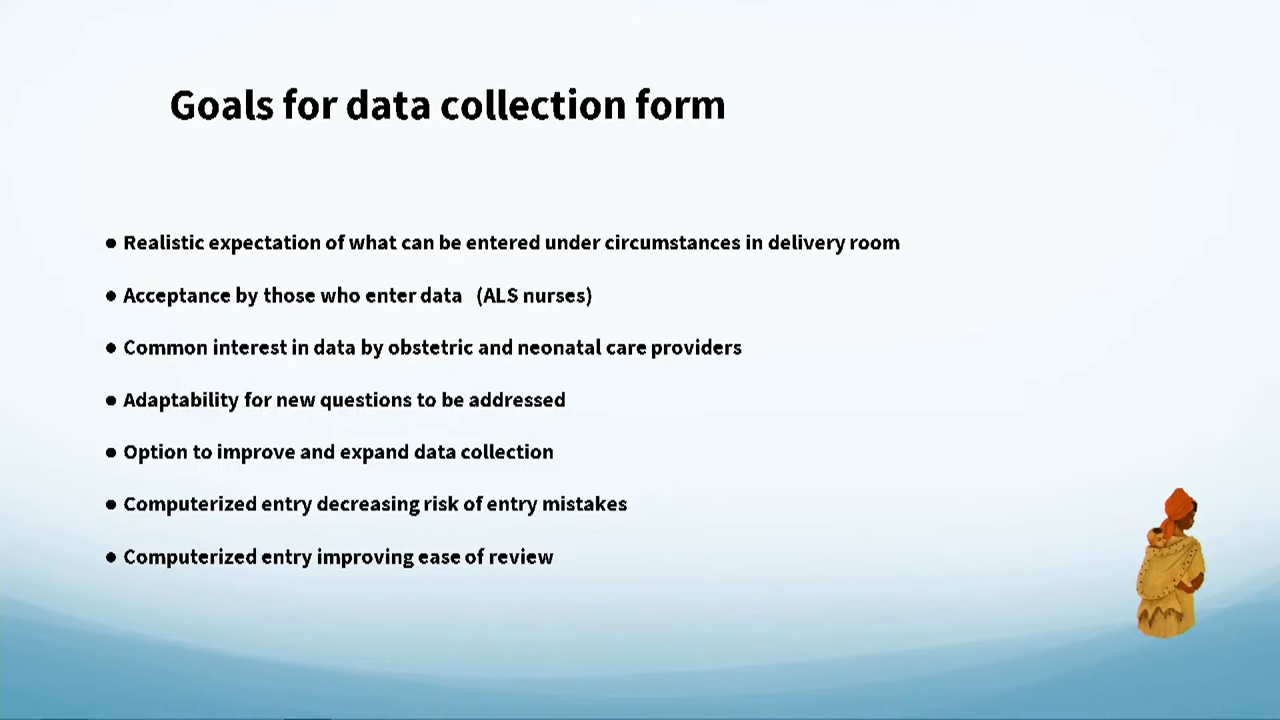 Goals for data collection form
● Realistic expectation of what can be entered under circumstances in delivery room
● Acceptance by those who enter data (ALS nurses)
● Common interest in data by obstetric and neonatal care providers
● Adaptability for new questions to be addressed
● Option to improve and expand data collection
● Computerized entry decreasing risk of entry mistakes
● Computerized entry improving ease of review